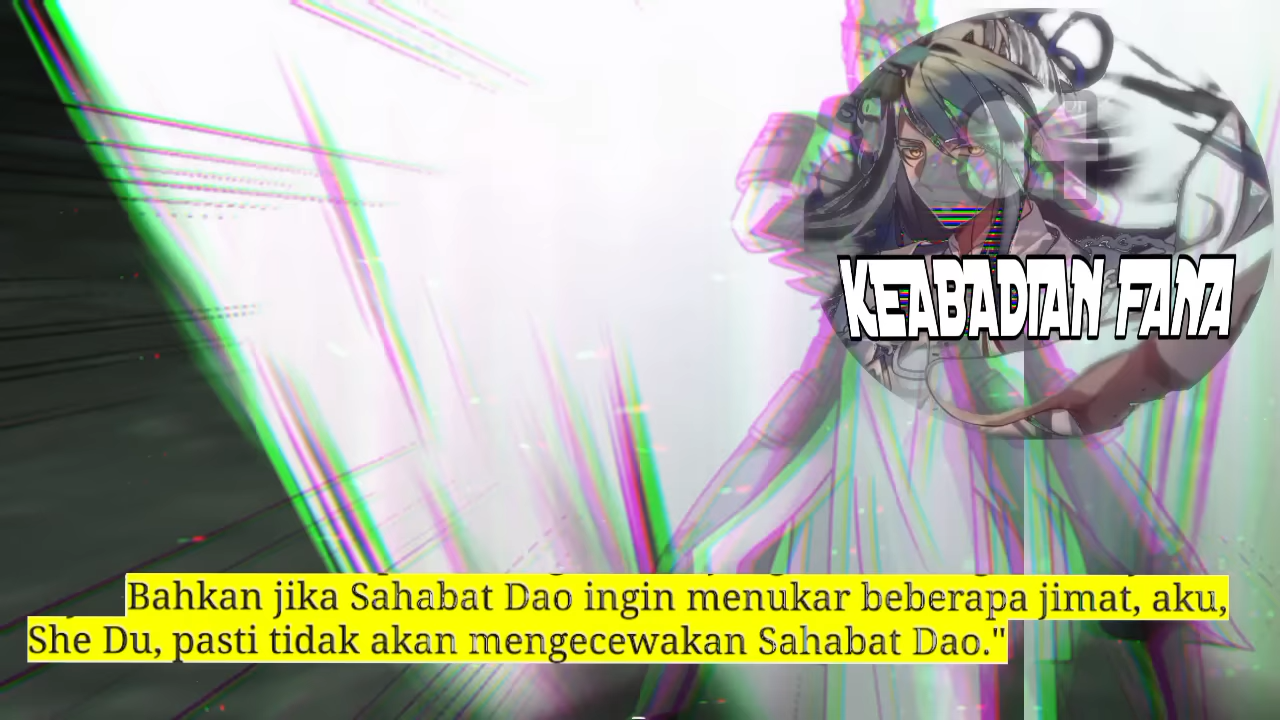 KEABADIAN FANA
Bahkan jika Sahabat Dao ingin menukar beberapa jimat, aku,
She Du, pasti tidak akan mengecewakan Sahabat Dao."